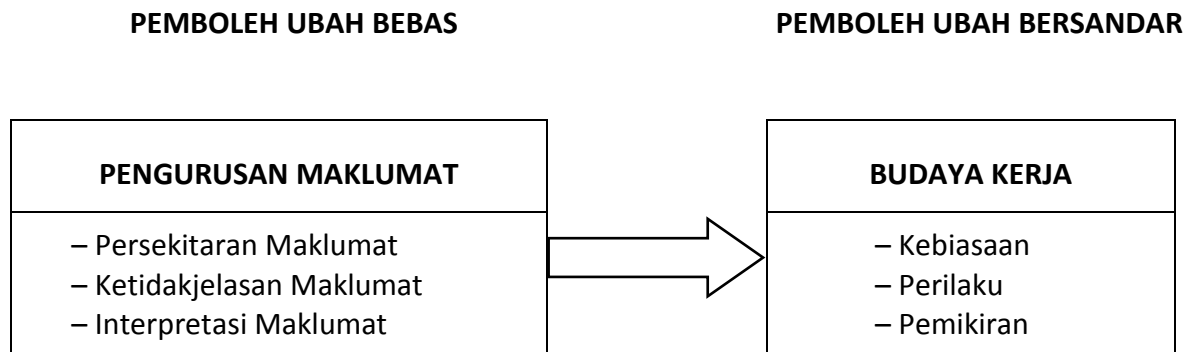 PEMBOLEH UBAH BEBAS
PEMBOLEH UBAH BERSANDAR
PENGURUSAN MAKLUMAT
– Persekitaran Maklumat
– Ketidakjelasan Maklumat
– Interpretasi Maklumat
BUDAYA KERJA
– Kebiasaan
– Perilaku
– Pemikiran